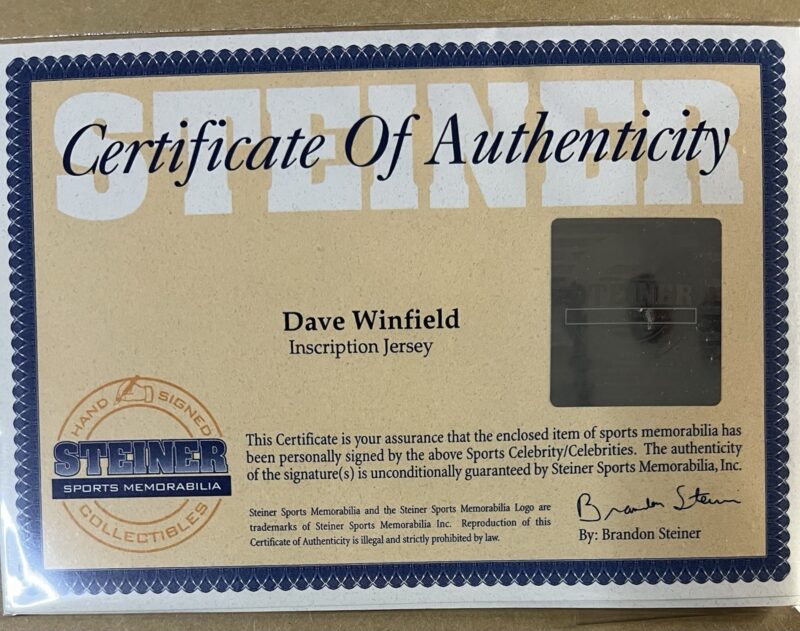 STEINER
Certificate Of Authenticity
STEINER
Dave Winfield
Inscription Jersey
HAND SIGNED
STEINER
SPORTS MEMORABILIA
COLLECTIBLES
This Certificate is your assurance that the enclosed item of sports memorabilia has
been personally signed by the above Sports Celebrity/Celebrities. The authenticity
of the signature(s) is unconditionally guaranteed by Steiner Sports Memorabilia, Inc.
Steiner Sports Memorabilia and the Steiner Sports Memorabilia Logo are
trademarks of Steiner Sports Memorabilia Inc. Reproduction of this
Certificate of Authenticity is illegal and strictly prohibited by law.
Brandon Steiner
By: Brandon Steiner